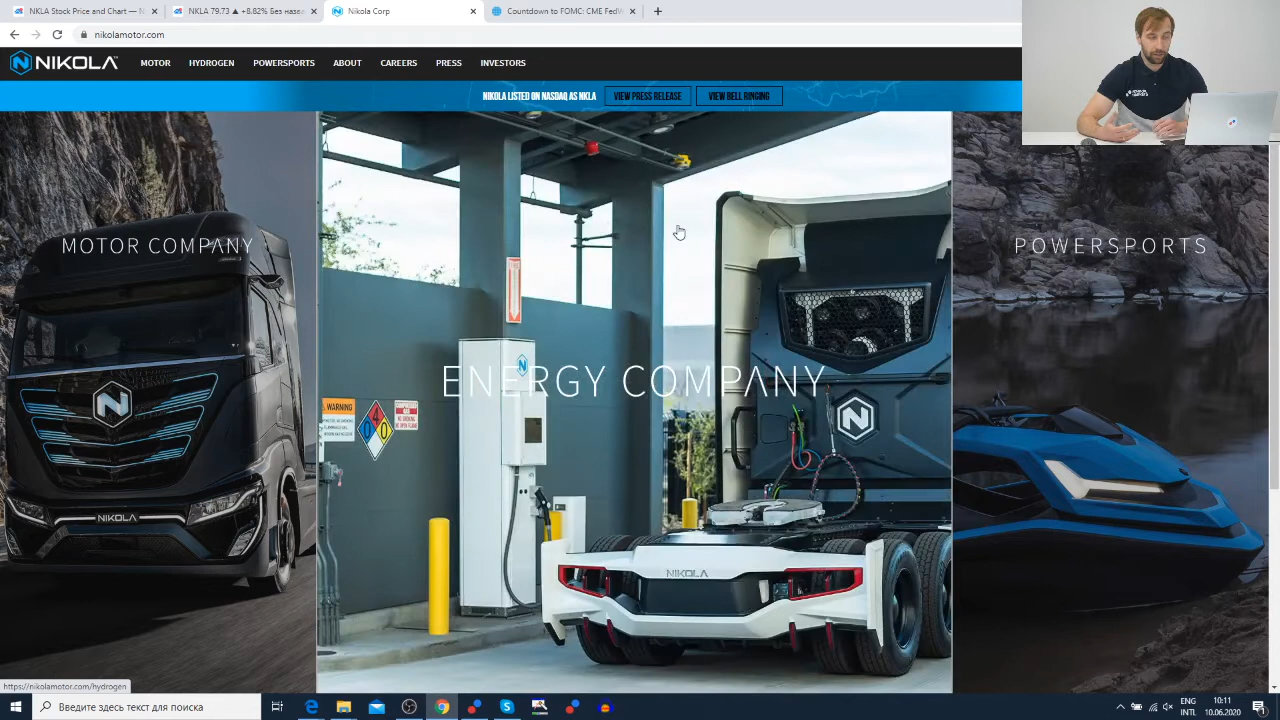 NKLA Stock Price and Chart — N
NKLA 79.73 ▲ +8.82% Без назва
Nikola Corp
Countdown to FOMC: CME FedW
nikolamotor.com
NIKOLA
MOTOR
HYDROGEN
POWERSPORTS
ABOUT
CAREERS
PRESS
INVESTORS
NIKOLA LISTED ON NASDAQ AS NKLA
VIEW PRESS RELEASE
VIEW BELL RINGING
MOTOR COMPANY
POWERSPORTS
ENERGY COMPANY
WARNING
4
0 0
N
N
N
NIKOLA
NIKOLA
https://nikolamotor.com/hydrogen
Введите здесь текст для поиска
ENG
INTL
10:11
10.06.2020